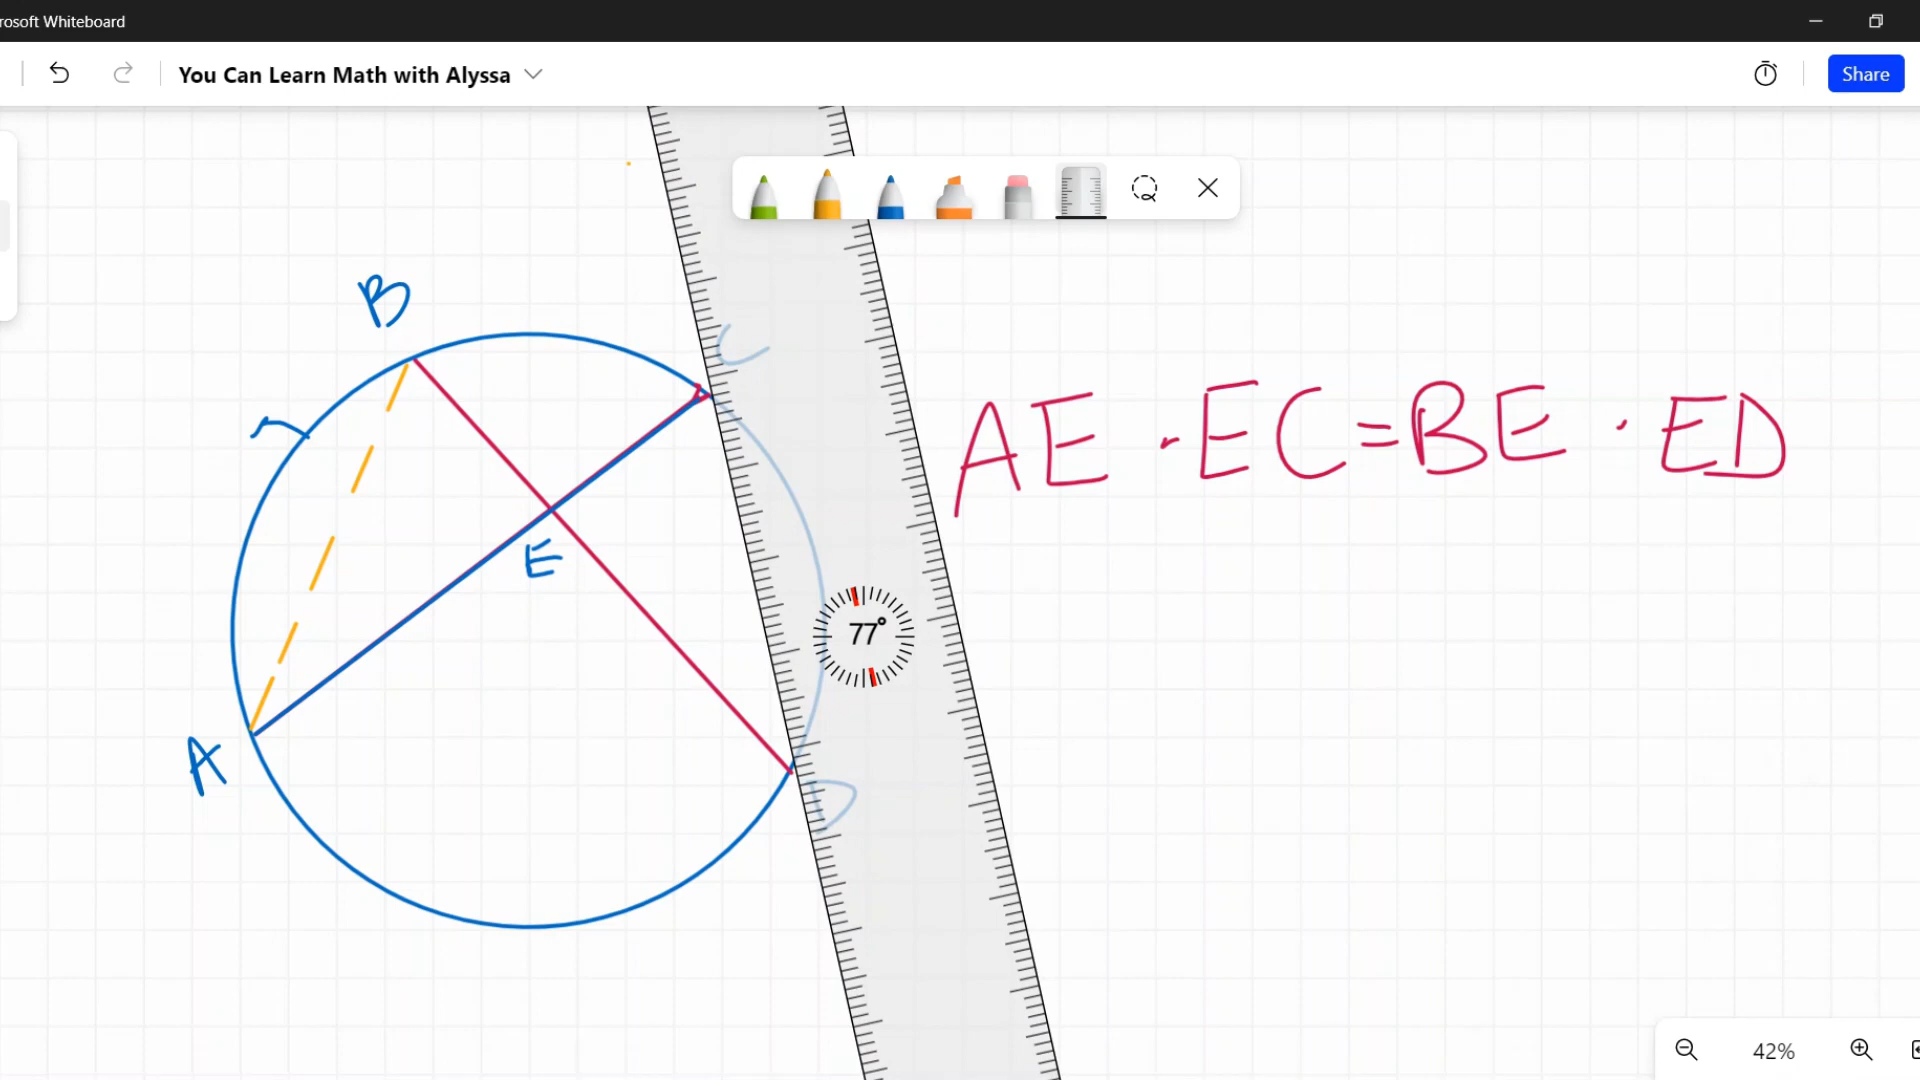 rosoft Whiteboard
You Can Learn Math with Alyssa
Share
B
C
AE · EC = BE · ED
E
77°
A
D
42%